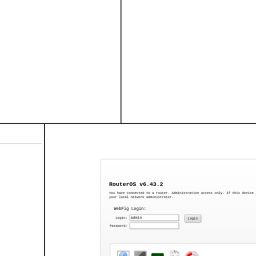 RouterOS v6.43.2
You have connected to a router. Administrative access only. If this device
your local network administrator.
WebFig Login:
Login: admin
Login
Password: